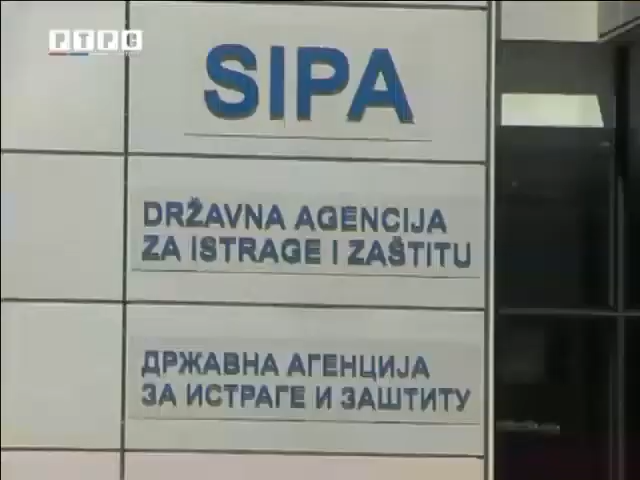 РТРС
SIPA
DRŽAVNA AGENCIJA
ZA ISTRAGE I ZAŠTITU
ДРЖАВНА АГЕНЦИЈА
ЗА ИСТРАГЕ И ЗАШТИТУ